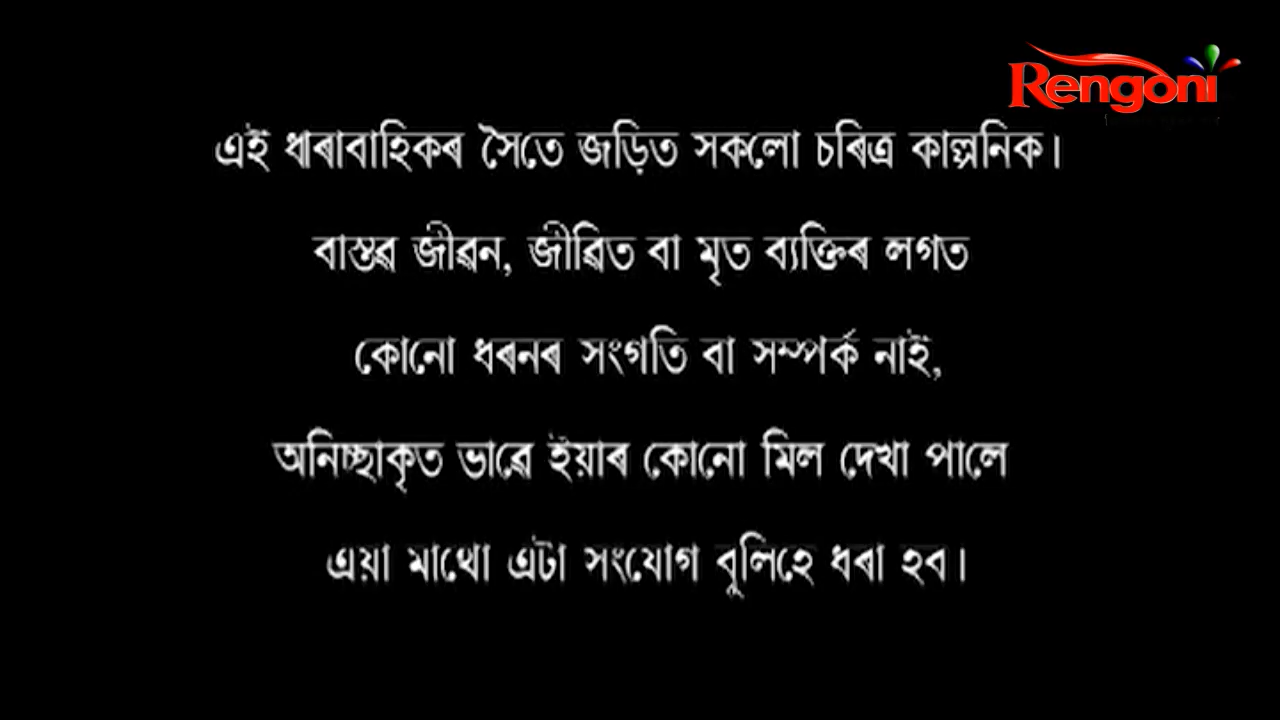 Rengoni
এই ধাৰাবাহিকৰ সৈতে জড়িত সকলো চৰিত্ৰ কাল্পনিক।
বাস্তৱ জীৱন, জীৱিত বা মৃত ব্যক্তিৰ লগত
কোনো ধৰনৰ সংগতি বা সম্পৰ্ক নাই,
অনিচ্ছাকৃত ভাৱে ইয়াৰ কোনো মিল দেখা পালে
এয়া মাথো এটা সংযোগ বুলিহে ধৰা হব।